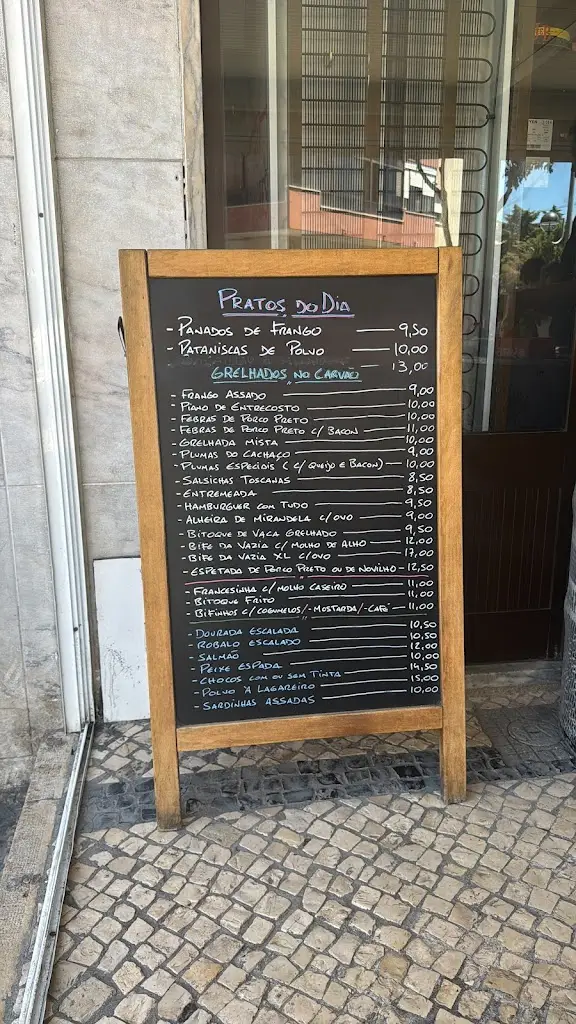 PRATOS DO DIA
- PANADOS DE FRANGO — 9,50
- PATANISCAS DE POLVO — 10,00
— 13,00
GRELHADOS NO CARVÃO
- FRANGO ASSADO — 9,00
- PIANO DE ENTRECOSTO — 10,00
- FEBRAS DE PORCO PRETO — 10,00
- FEBRAS DE PORCO PRETO C/ BACON — 11,00
- GRELHADA MISTA — 10,00
- PLUMAS DO CACHAÇO — 9,00
- PLUMAS ESPECIAIS (C/ QUEIJO E BACON) — 10,00
- SALSICHAS TOSCANAS — 8,50
- ENTREMEADA — 8,50
- HAMBURGUER COM TUDO — 9,50
- ALHEIRA DE MIRANDELA C/ OVO — 9,00
- BITOQUE DE VACA GRELHADO — 9,50
- BIFE DA VAZIA C/ MOLHO DE ALHO — 12,00
- BIFE DA VAZIA XL C/ OVO — 17,00
- ESPETADA DE PORCO PRETO OU DE NOVILHO — 12,50
- FRANCESINHA C/ MOLHO CASEIRO — 11,00
- BITOQUE FRITO — 11,00
- BIFINHOS C/ COGUMELOS/-MOSTARDA/-CAFÉ — 11,00
- DOURADA ESCALADA — 10,50
- ROBALO ESCALADO — 10,50
- SALMÃO — 12,00
- PEIXE ESPADA — 10,00
- CHOCOS COM OU SEM TINTA — 14,50
- POLVO À LAGAREIRO — 15,00
- SARDINHAS ASSADAS — 10,00